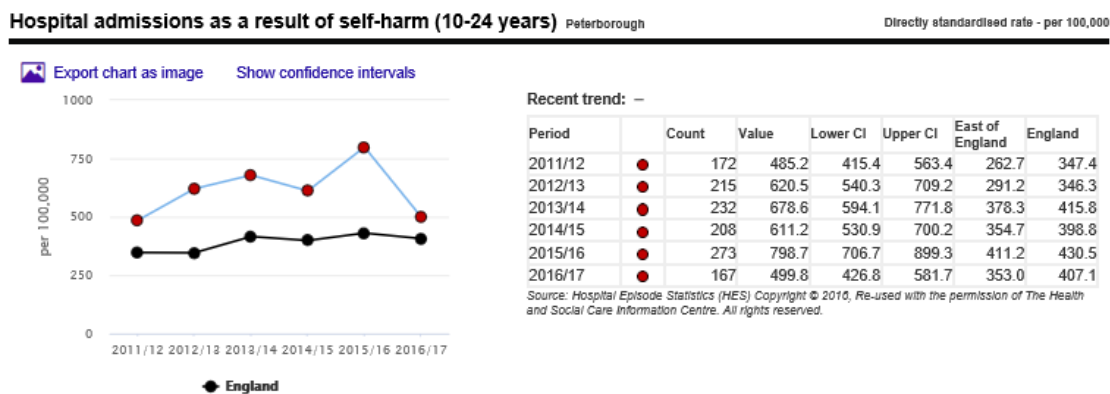 Hospital admissions as a result of self-harm (10-24 years) Peterborough Directly standardised rate - per 100,000
Export chart as image Show confidence intervals
1000
750
500
250
0
per 100,000
2011/12 2012/13 2013/14 2014/15 2015/16 2016/17
England
Recent trend: –
Period Count Value Lower CI Upper CI East of England England
2011/12 172 485.2 415.4 563.4 262.7 347.4
2012/13 215 620.5 540.3 709.2 291.2 346.3
2013/14 232 678.6 594.1 771.8 378.3 415.8
2014/15 208 611.2 530.9 700.2 354.7 398.8
2015/16 273 798.7 706.7 899.3 411.2 430.5
2016/17 167 499.8 426.8 581.7 353.0 407.1
Source: Hospital Episode Statistics (HES) Copyright © 2016, Re-used with the permission of The Health
and Social Care Information Centre. All rights reserved.